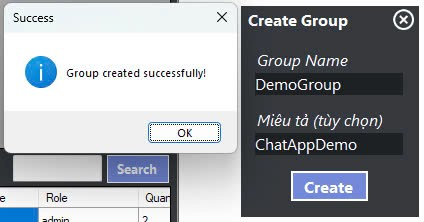 Success
Group created successfully!
OK
Search
Role
admin
2
Create Group
Group Name
DemoGroup
Miêu tả (tùy chọn)
ChatAppDemo
Create